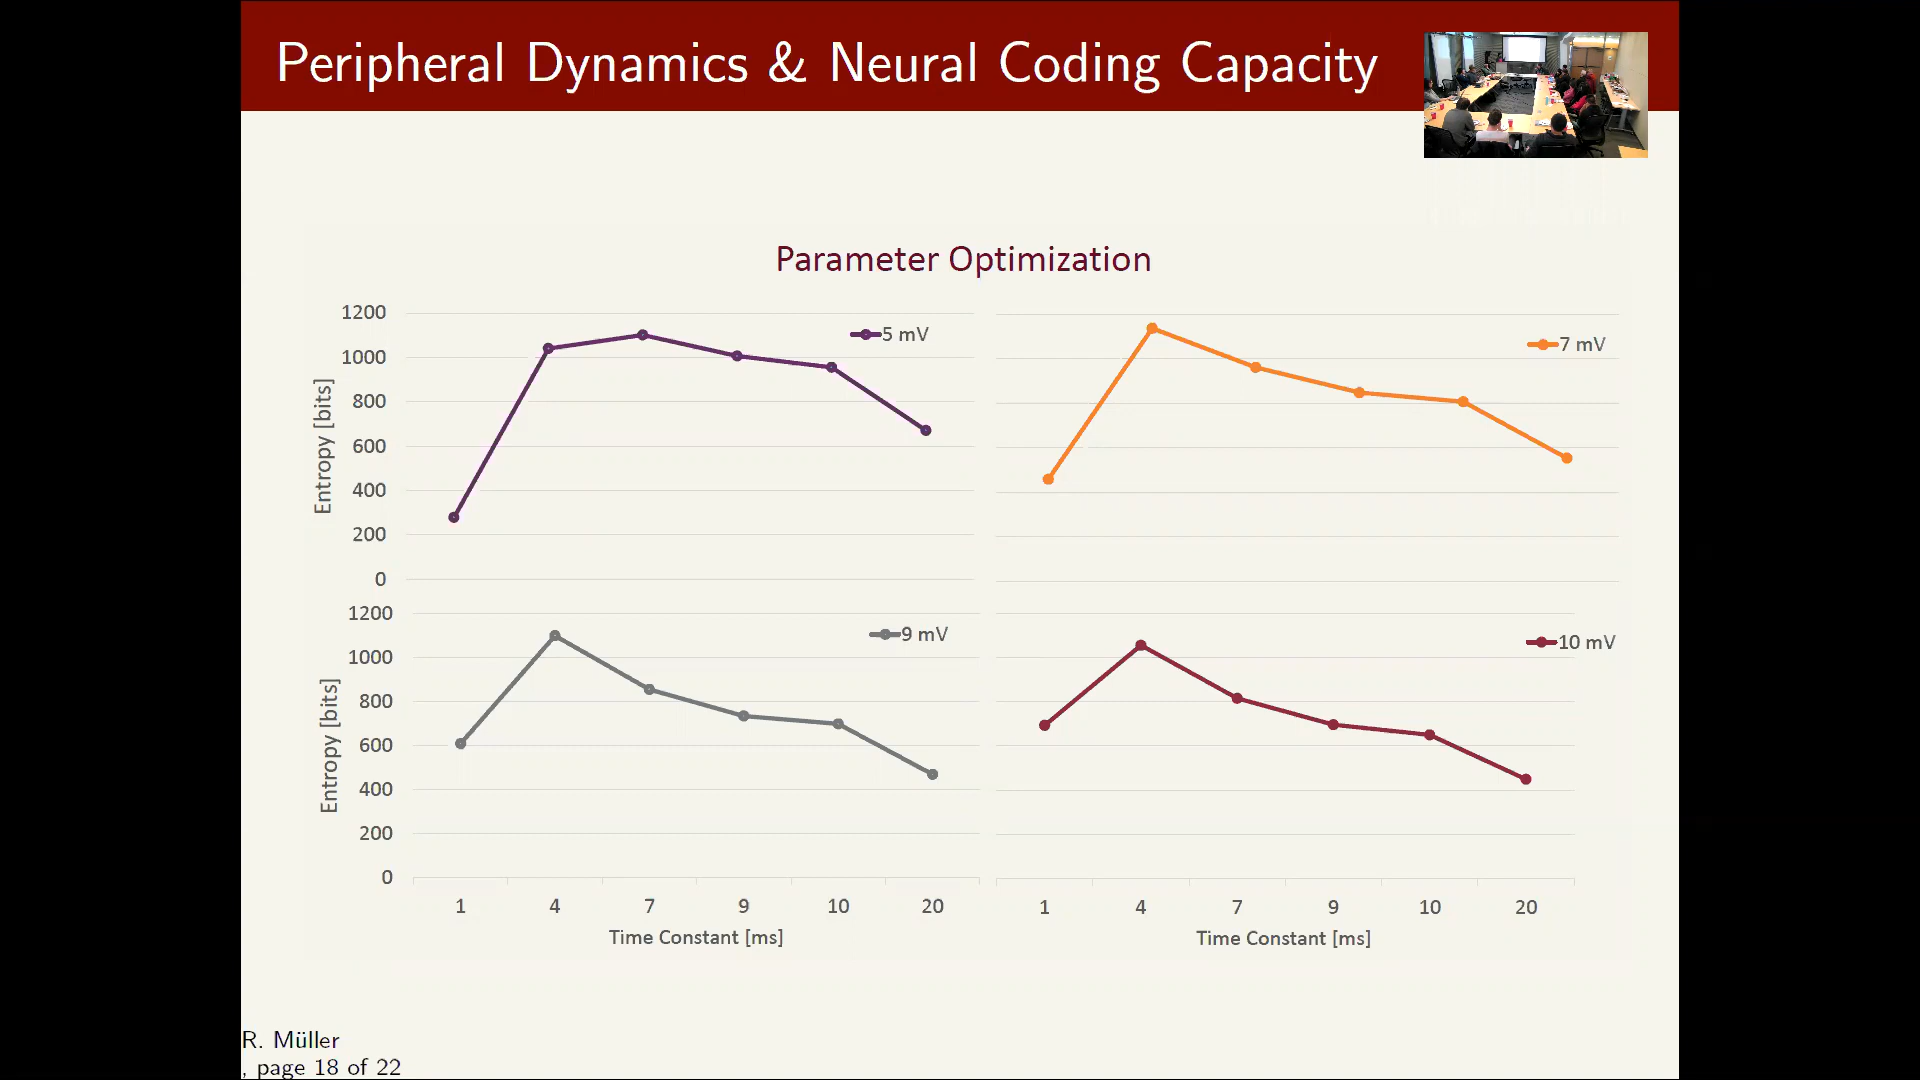 Peripheral Dynamics & Neural Coding Capacity
Parameter Optimization
1200
1000
800
600
400
200
0
Entropy [bits]
5 mV
7 mV
1200
1000
800
600
400
200
0
Entropy [bits]
9 mV
10 mV
1 4 7 9 10 20
Time Constant [ms]
1 4 7 9 10 20
Time Constant [ms]
R. Müller
, page 18 of 22